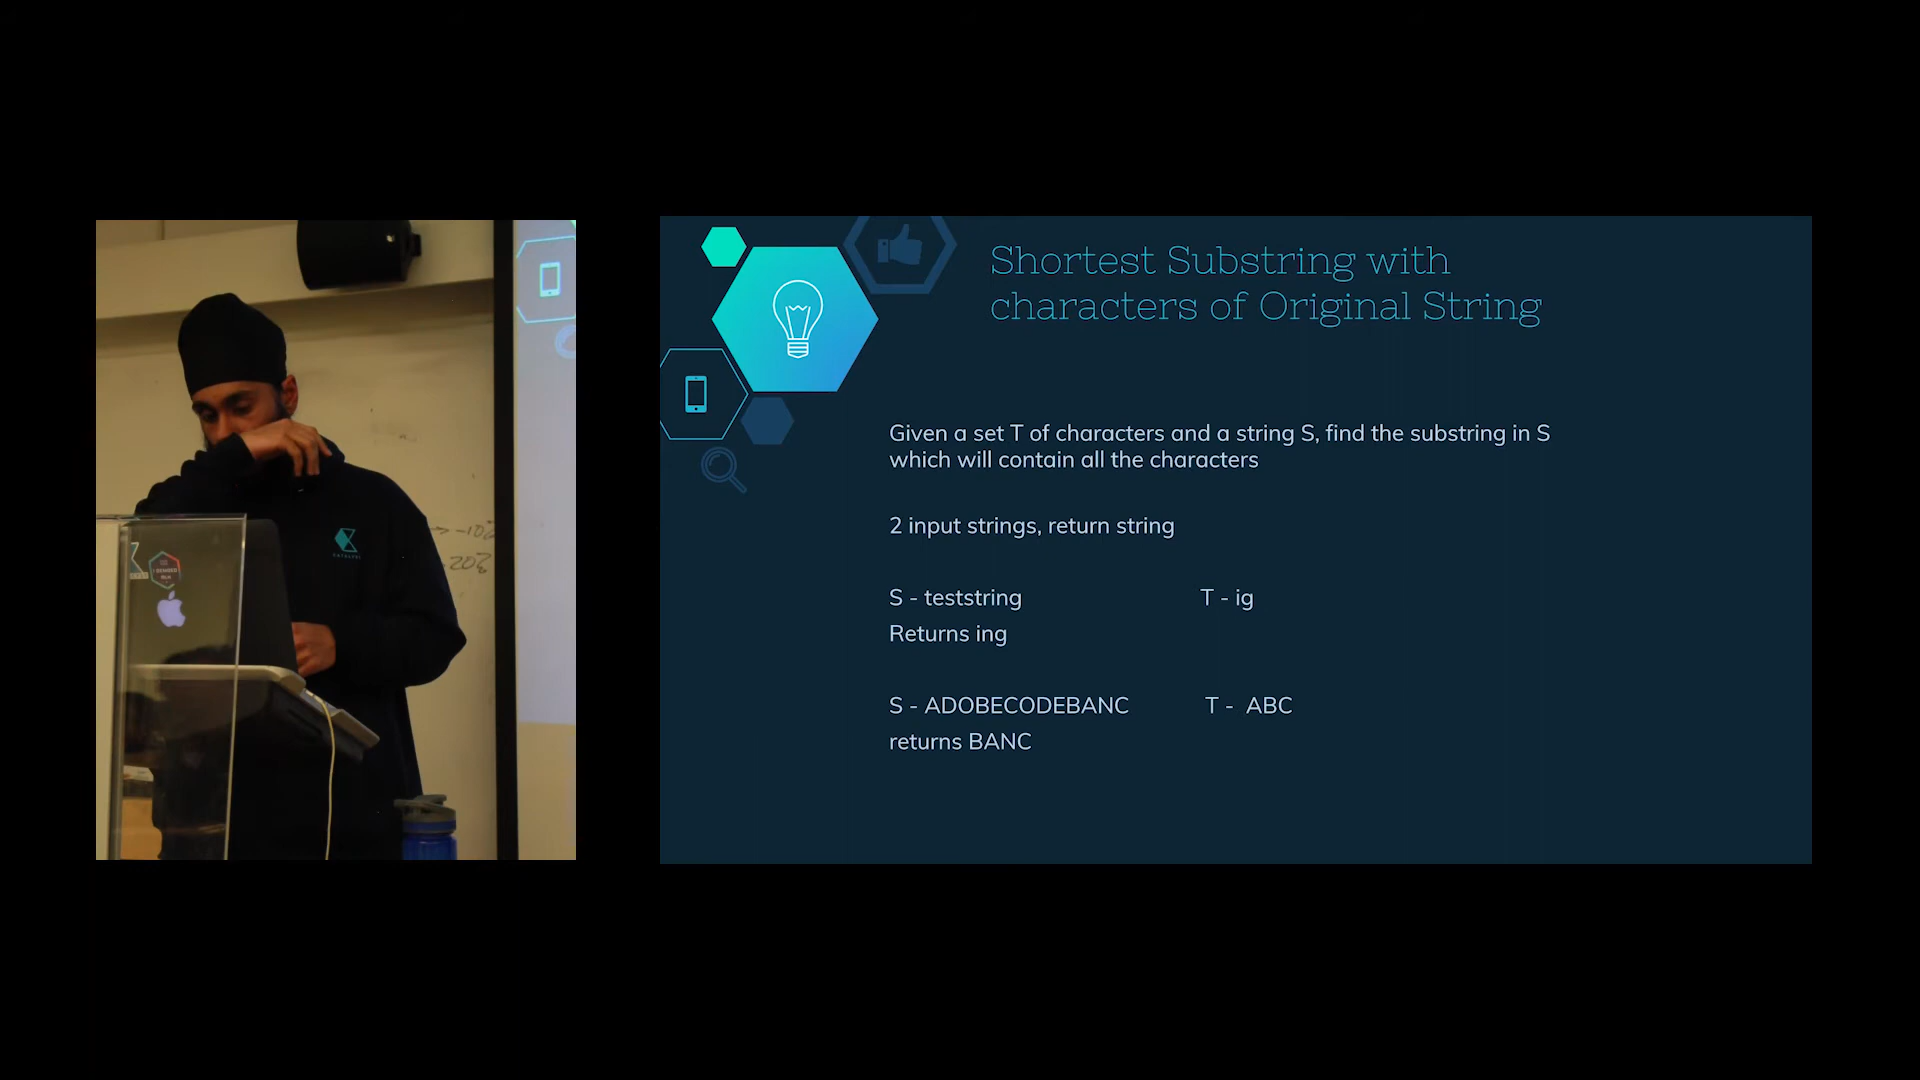 Shortest Substring with
characters of Original String
Given a set T of characters and a string S, find the substring in S
which will contain all the characters
2 input strings, return string
S - teststring T - ig
Returns ing
S - ADOBECODEBANC T - ABC
returns BANC